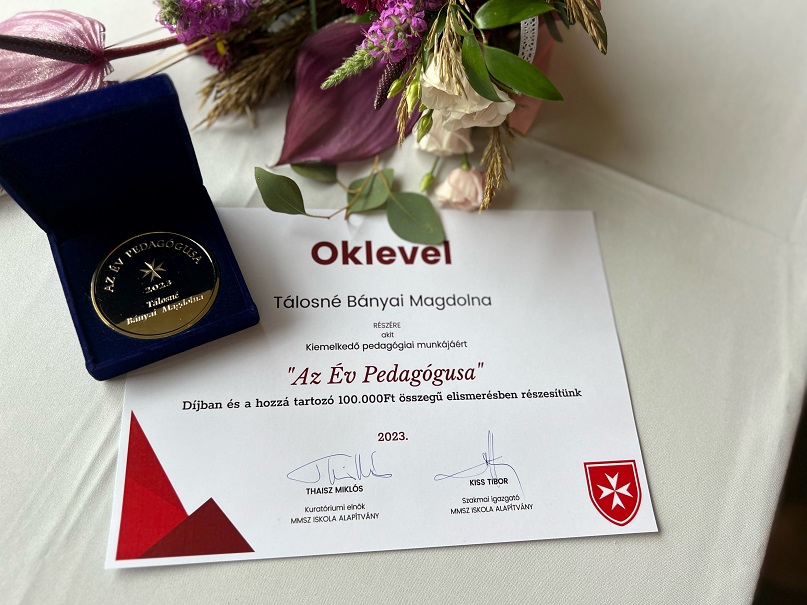 AZ ÉV PEDAGÓGUSA
2023
Tálosné
Bányai Magdolna
Oklevel
Tálosné Bányai Magdolna
RÉSZÉRE
akit
Kiemelkedő pedagógiai munkájáért
"Az Év Pedagógusa"
Díjban és a hozzá tartozó 100.000Ft összegű elismerésben részesítünk
2023.
THAISZ MIKLÓS
Kuratóriumi elnök
MMSZ ISKOLA ALAPÍTVÁNY
KISS TIBOR
Szakmai igazgató
MMSZ ISKOLA ALAPÍTVÁNY